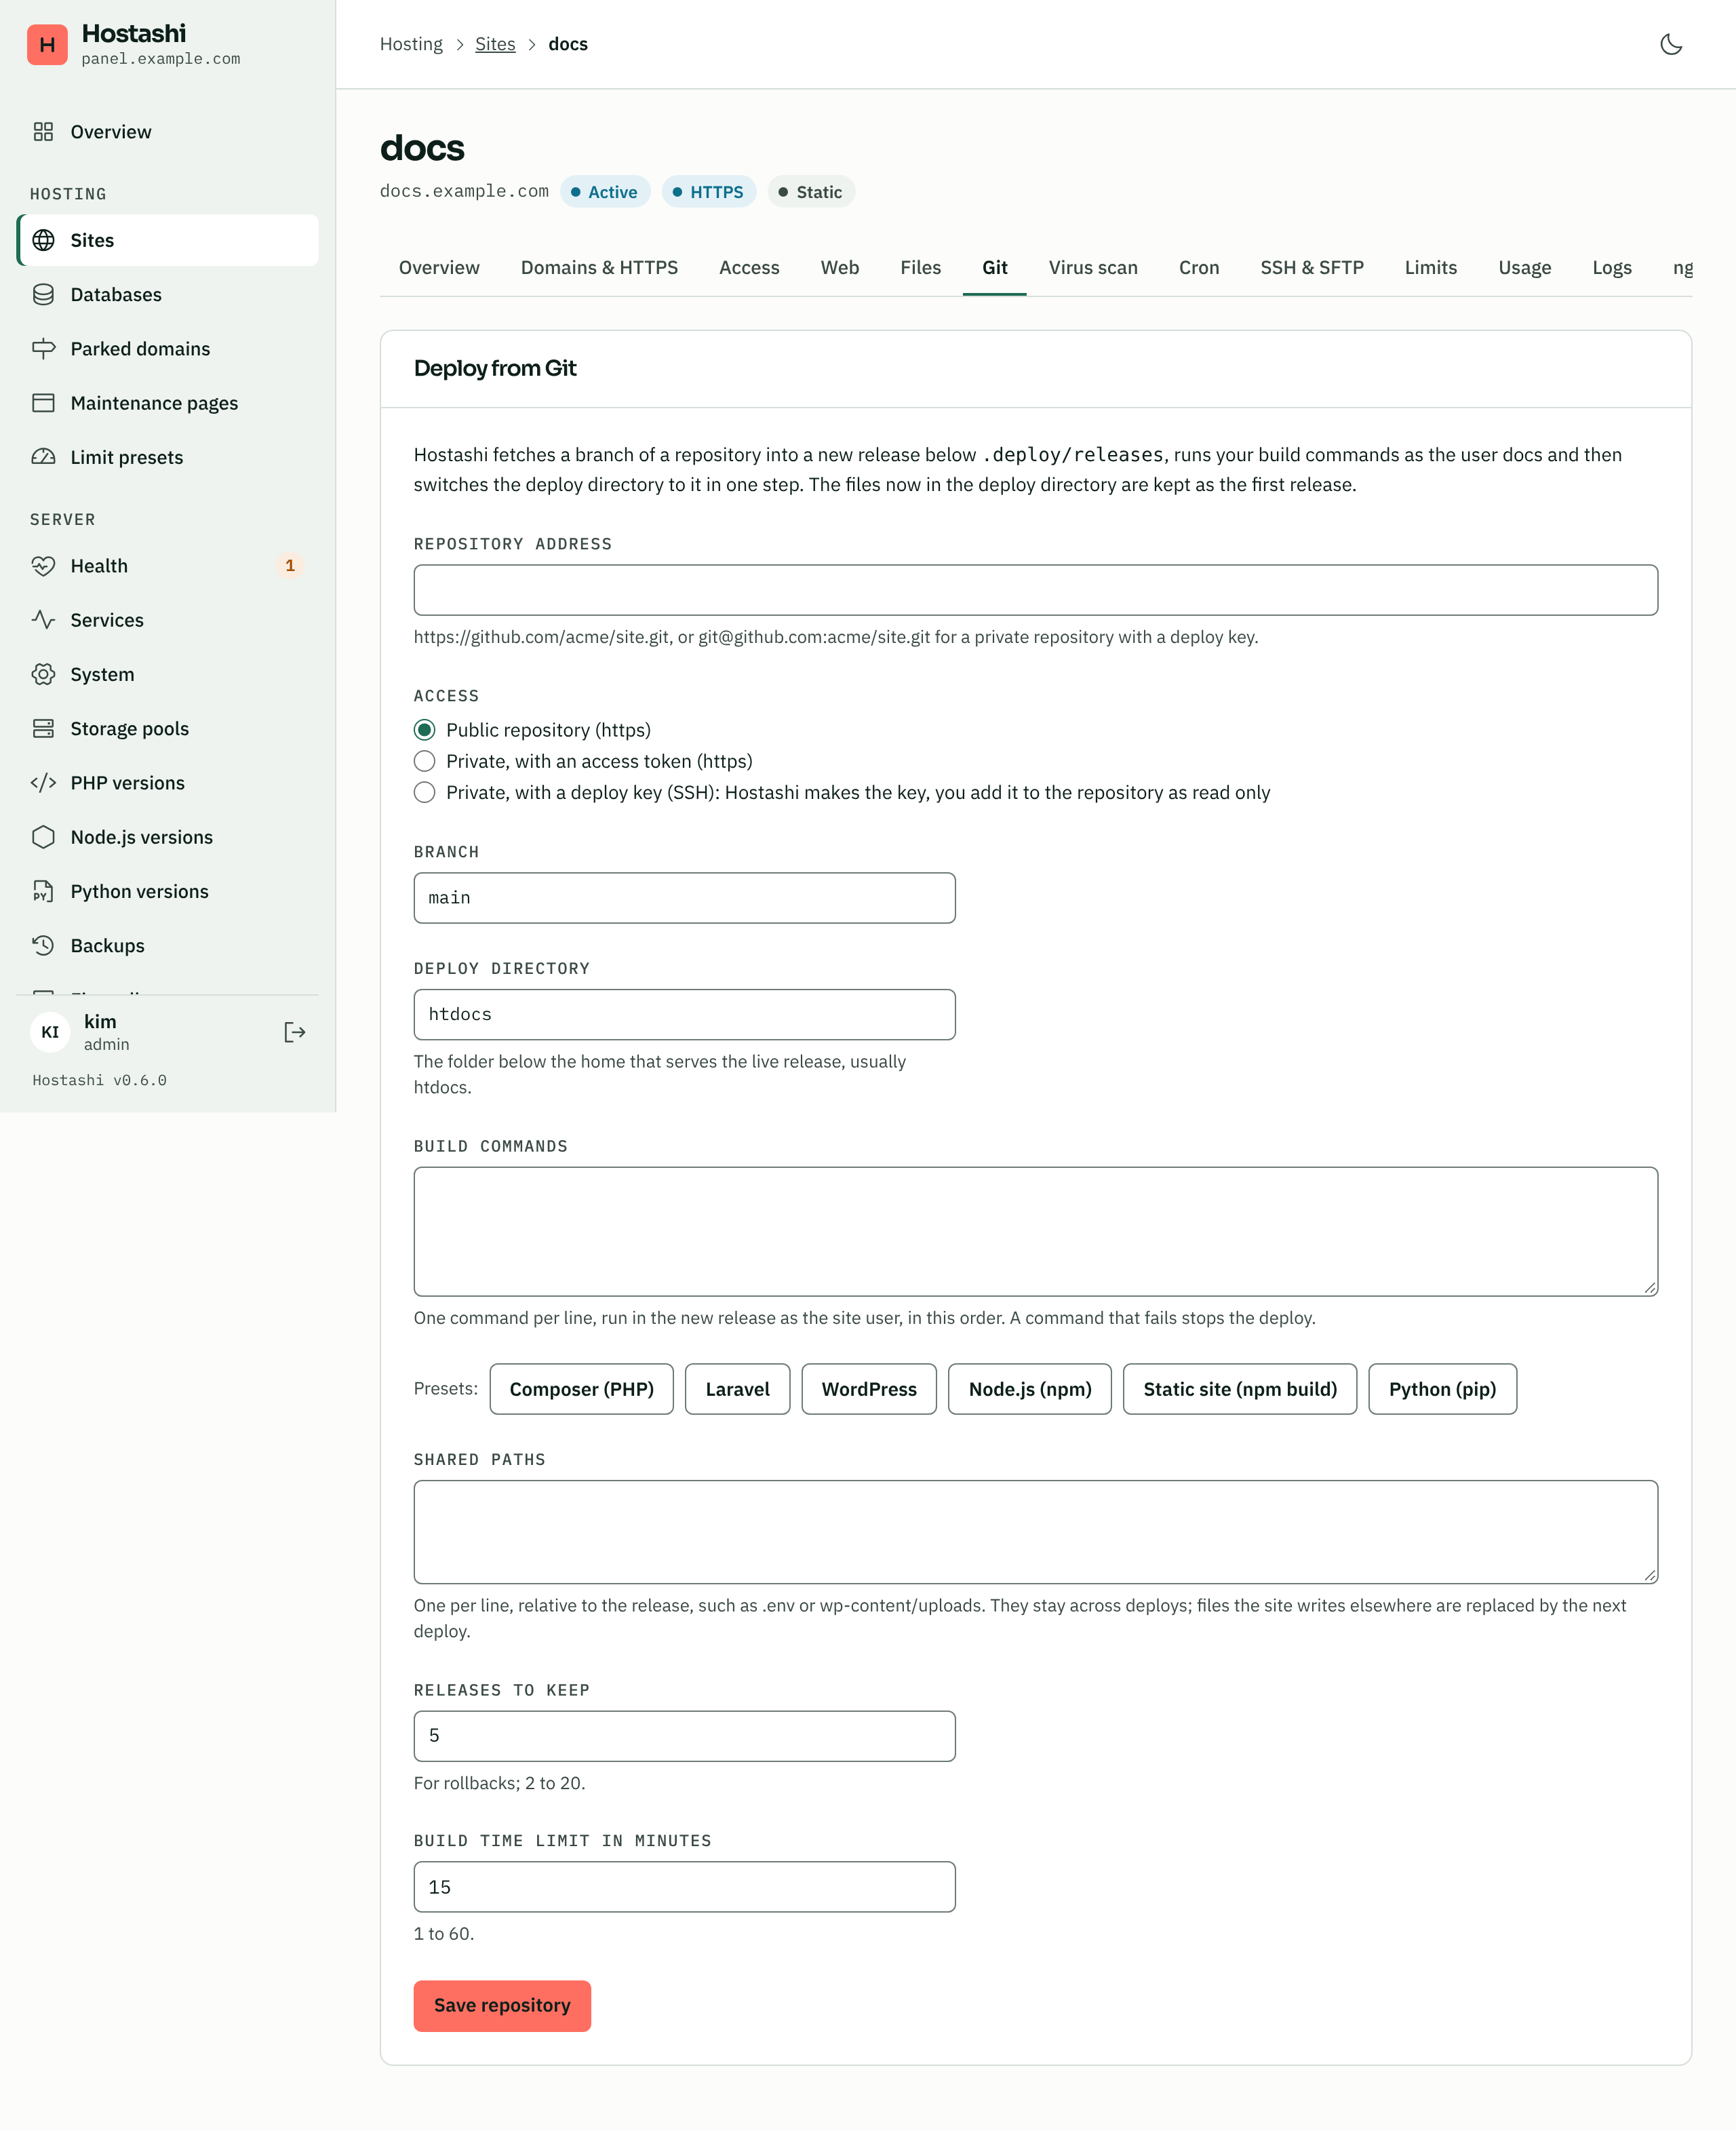 H
Hostashi
panel.example.com
Overview
HOSTING
Sites
Databases
Parked domains
Maintenance pages
Limit presets
SERVER
Health
1
Services
System
Storage pools
PHP versions
Node.js versions
Python versions
Backups
KI
kim
admin
Hostashi v0.6.0
Hosting > Sites > docs
docs
docs.example.com
Active
HTTPS
Static
Overview
Domains & HTTPS
Access
Web
Files
Git
Virus scan
Cron
SSH & SFTP
Limits
Usage
Logs
ng
Deploy from Git
Hostashi fetches a branch of a repository into a new release below .deploy/releases, runs your build commands as the user docs and then
switches the deploy directory to it in one step. The files now in the deploy directory are kept as the first release.
REPOSITORY ADDRESS
https://github.com/acme/site.git, or git@github.com:acme/site.git for a private repository with a deploy key.
ACCESS
Public repository (https)
Private, with an access token (https)
Private, with a deploy key (SSH): Hostashi makes the key, you add it to the repository as read only
BRANCH
main
DEPLOY DIRECTORY
htdocs
The folder below the home that serves the live release, usually
htdocs.
BUILD COMMANDS
One command per line, run in the new release as the site user, in this order. A command that fails stops the deploy.
Presets:
Composer (PHP)
Laravel
WordPress
Node.js (npm)
Static site (npm build)
Python (pip)
SHARED PATHS
One per line, relative to the release, such as .env or wp-content/uploads. They stay across deploys; files the site writes elsewhere are replaced by the next
deploy.
RELEASES TO KEEP
5
For rollbacks; 2 to 20.
BUILD TIME LIMIT IN MINUTES
15
1 to 60.
Save repository